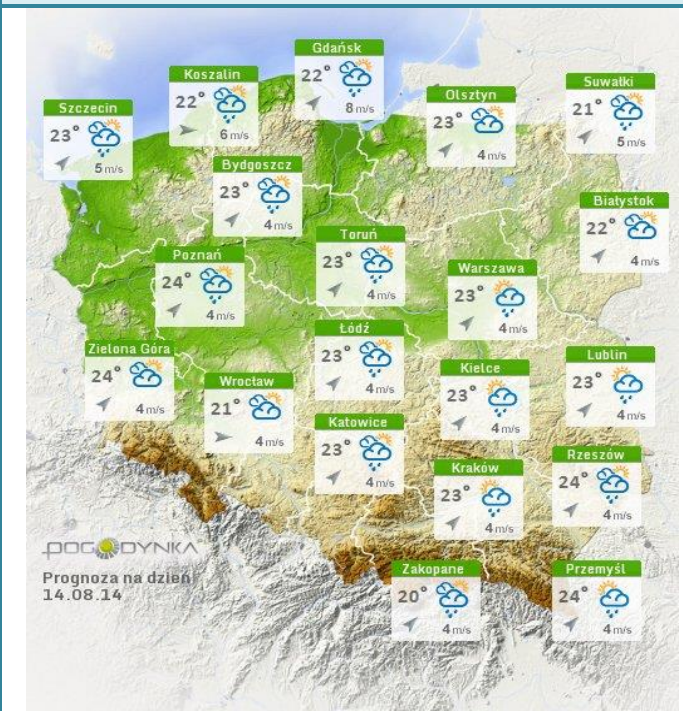 Gdańsk
22°
8 m/s
Koszalin
22°
6 m/s
Szczecin
23°
5 m/s
Olsztyn
23°
4 m/s
Suwałki
21°
5 m/s
Bydgoszcz
23°
4 m/s
Białystok
22°
4 m/s
Toruń
23°
4 m/s
Poznań
24°
4 m/s
Warszawa
23°
4 m/s
Łódź
23°
4 m/s
Zielona Góra
24°
4 m/s
Wrocław
21°
4 m/s
Kielce
23°
4 m/s
Lublin
23°
4 m/s
Katowice
23°
4 m/s
Kraków
23°
4 m/s
Rzeszów
24°
4 m/s
POGODYNKA
Prognoza na dzień
14.08.14
Zakopane
20°
4 m/s
Przemyśl
24°
4 m/s